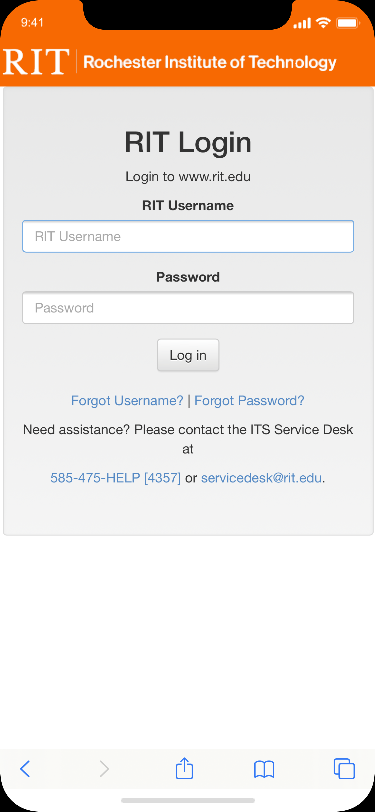 9:41
RIT | Rochester Institute of Technology
RIT Login
Login to www.rit.edu
RIT Username
RIT Username
Password
Password
Log in
Forgot Username? | Forgot Password?
Need assistance? Please contact the ITS Service Desk
at
585-475-HELP [4357] or servicedesk@rit.edu.